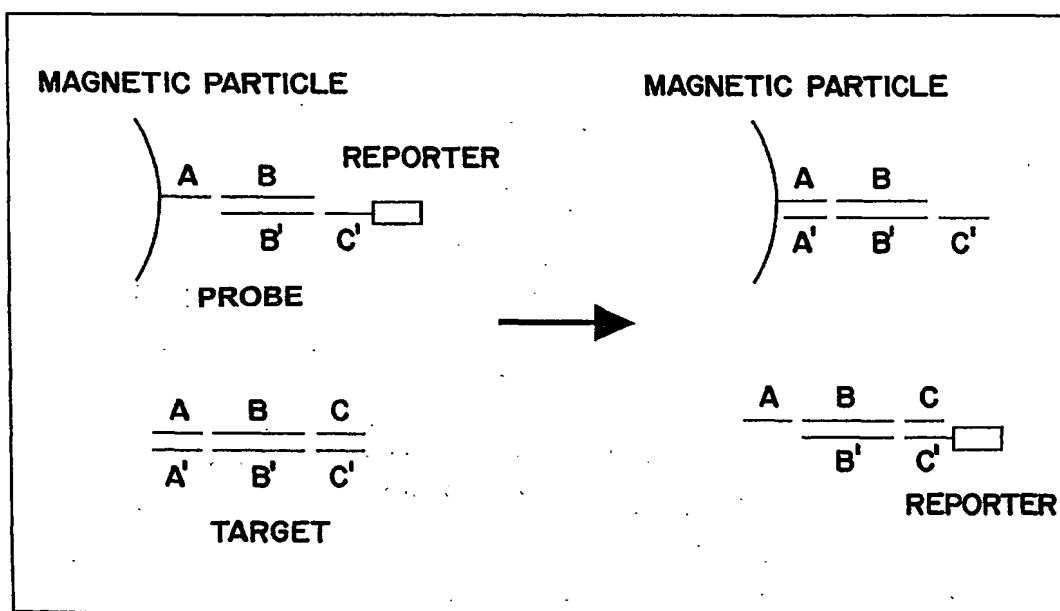 MAGNETIC PARTICLE
A B REPORTER
B' C'
PROBE
A B C
A' B' C'
TARGET
MAGNETIC PARTICLE
A B
A' B' C'
A B C
B' C'
REPORTER